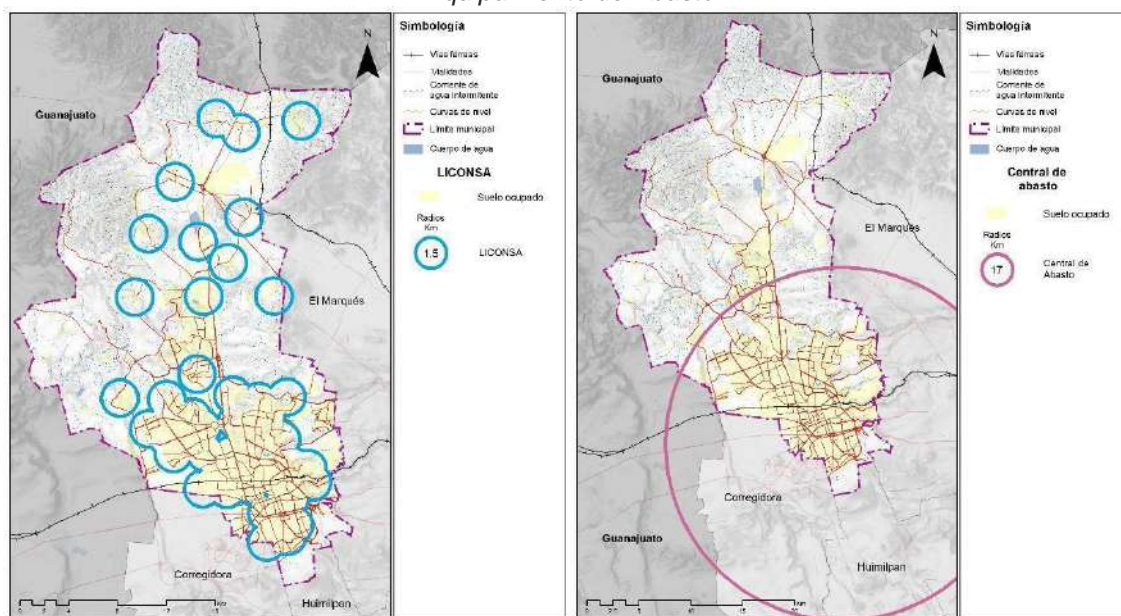 Simbología
Vías férreas
Vialidades
Corriente de
agua intermitente
Curvas de nivel
Límite municipal
Cuerpo de agua
LICONSA
Suelo ocupado
Radios
Km
1.5
LICONSA
N
Guanajuato
El Marqués
Corregidora
Huimilpan
Km
Simbología
Vías férreas
Vialidades
Corriente de
agua intermitente
Curvas de nivel
Límite municipal
Cuerpo de agua
Central de
abasto
Suelo ocupado
Radios
Km
17
Central de
Abasto
N
Guanajuato
El Marqués
Corregidora
Guanajuato
Huimilpan